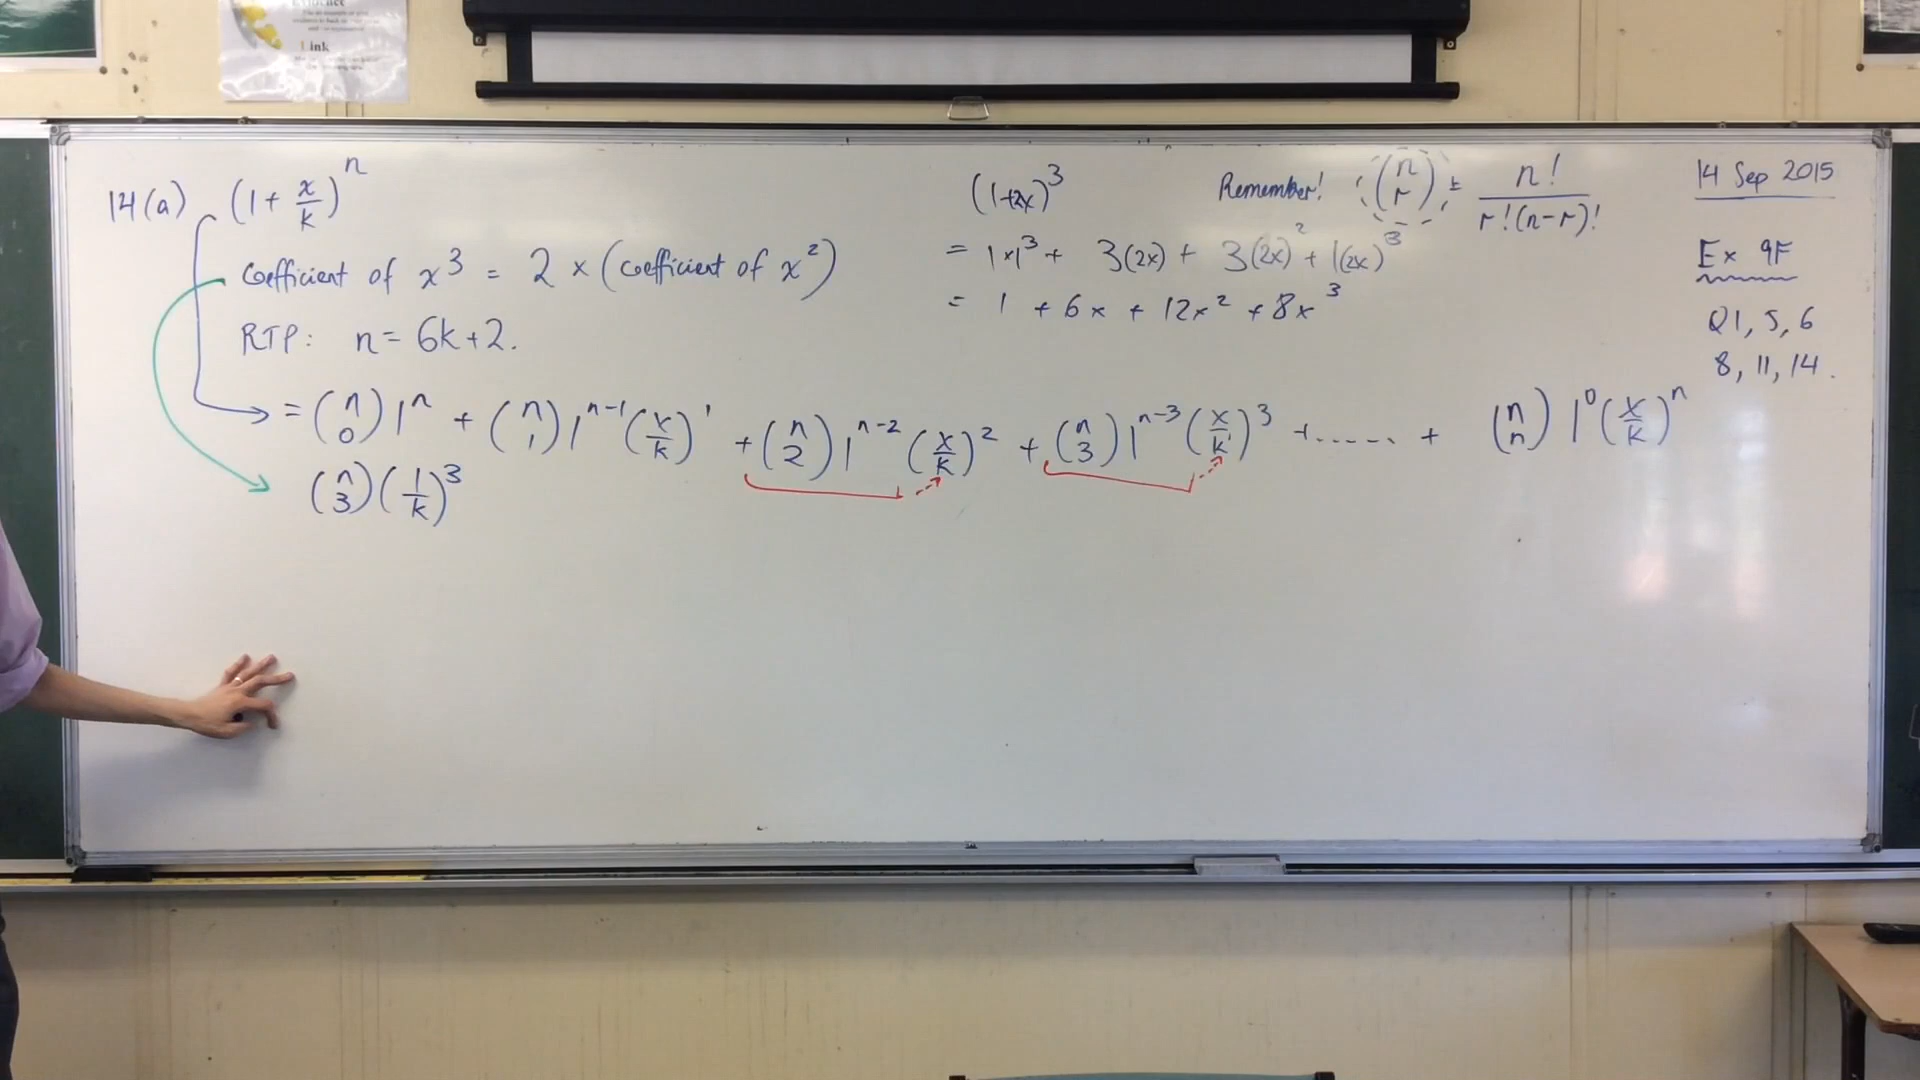 Evidence
Link
14(a) (1 + x/k)^n
Coefficient of x^3 = 2 × (coefficient of x^2)
RTP: n = 6k+2.
= (n 0) 1^n + (n 1) 1^{n-1} (x/k)^1 + (n 2) 1^{n-2} (x/k)^2 + (n 3) 1^{n-3} (x/k)^3 + ...... + (n n) 1^0 (x/k)^n
(n 3) (1/k)^3
(1+2x)^3
= 1×1^3 + 3(2x) + 3(2x)^2 + 1(2x)^3
= 1 + 6x + 12x^2 + 8x^3
Remember! (n r) = n! / r!(n-r)!
14 Sep 2015
Ex 9F
Q1, 5, 6
8, 11, 14.